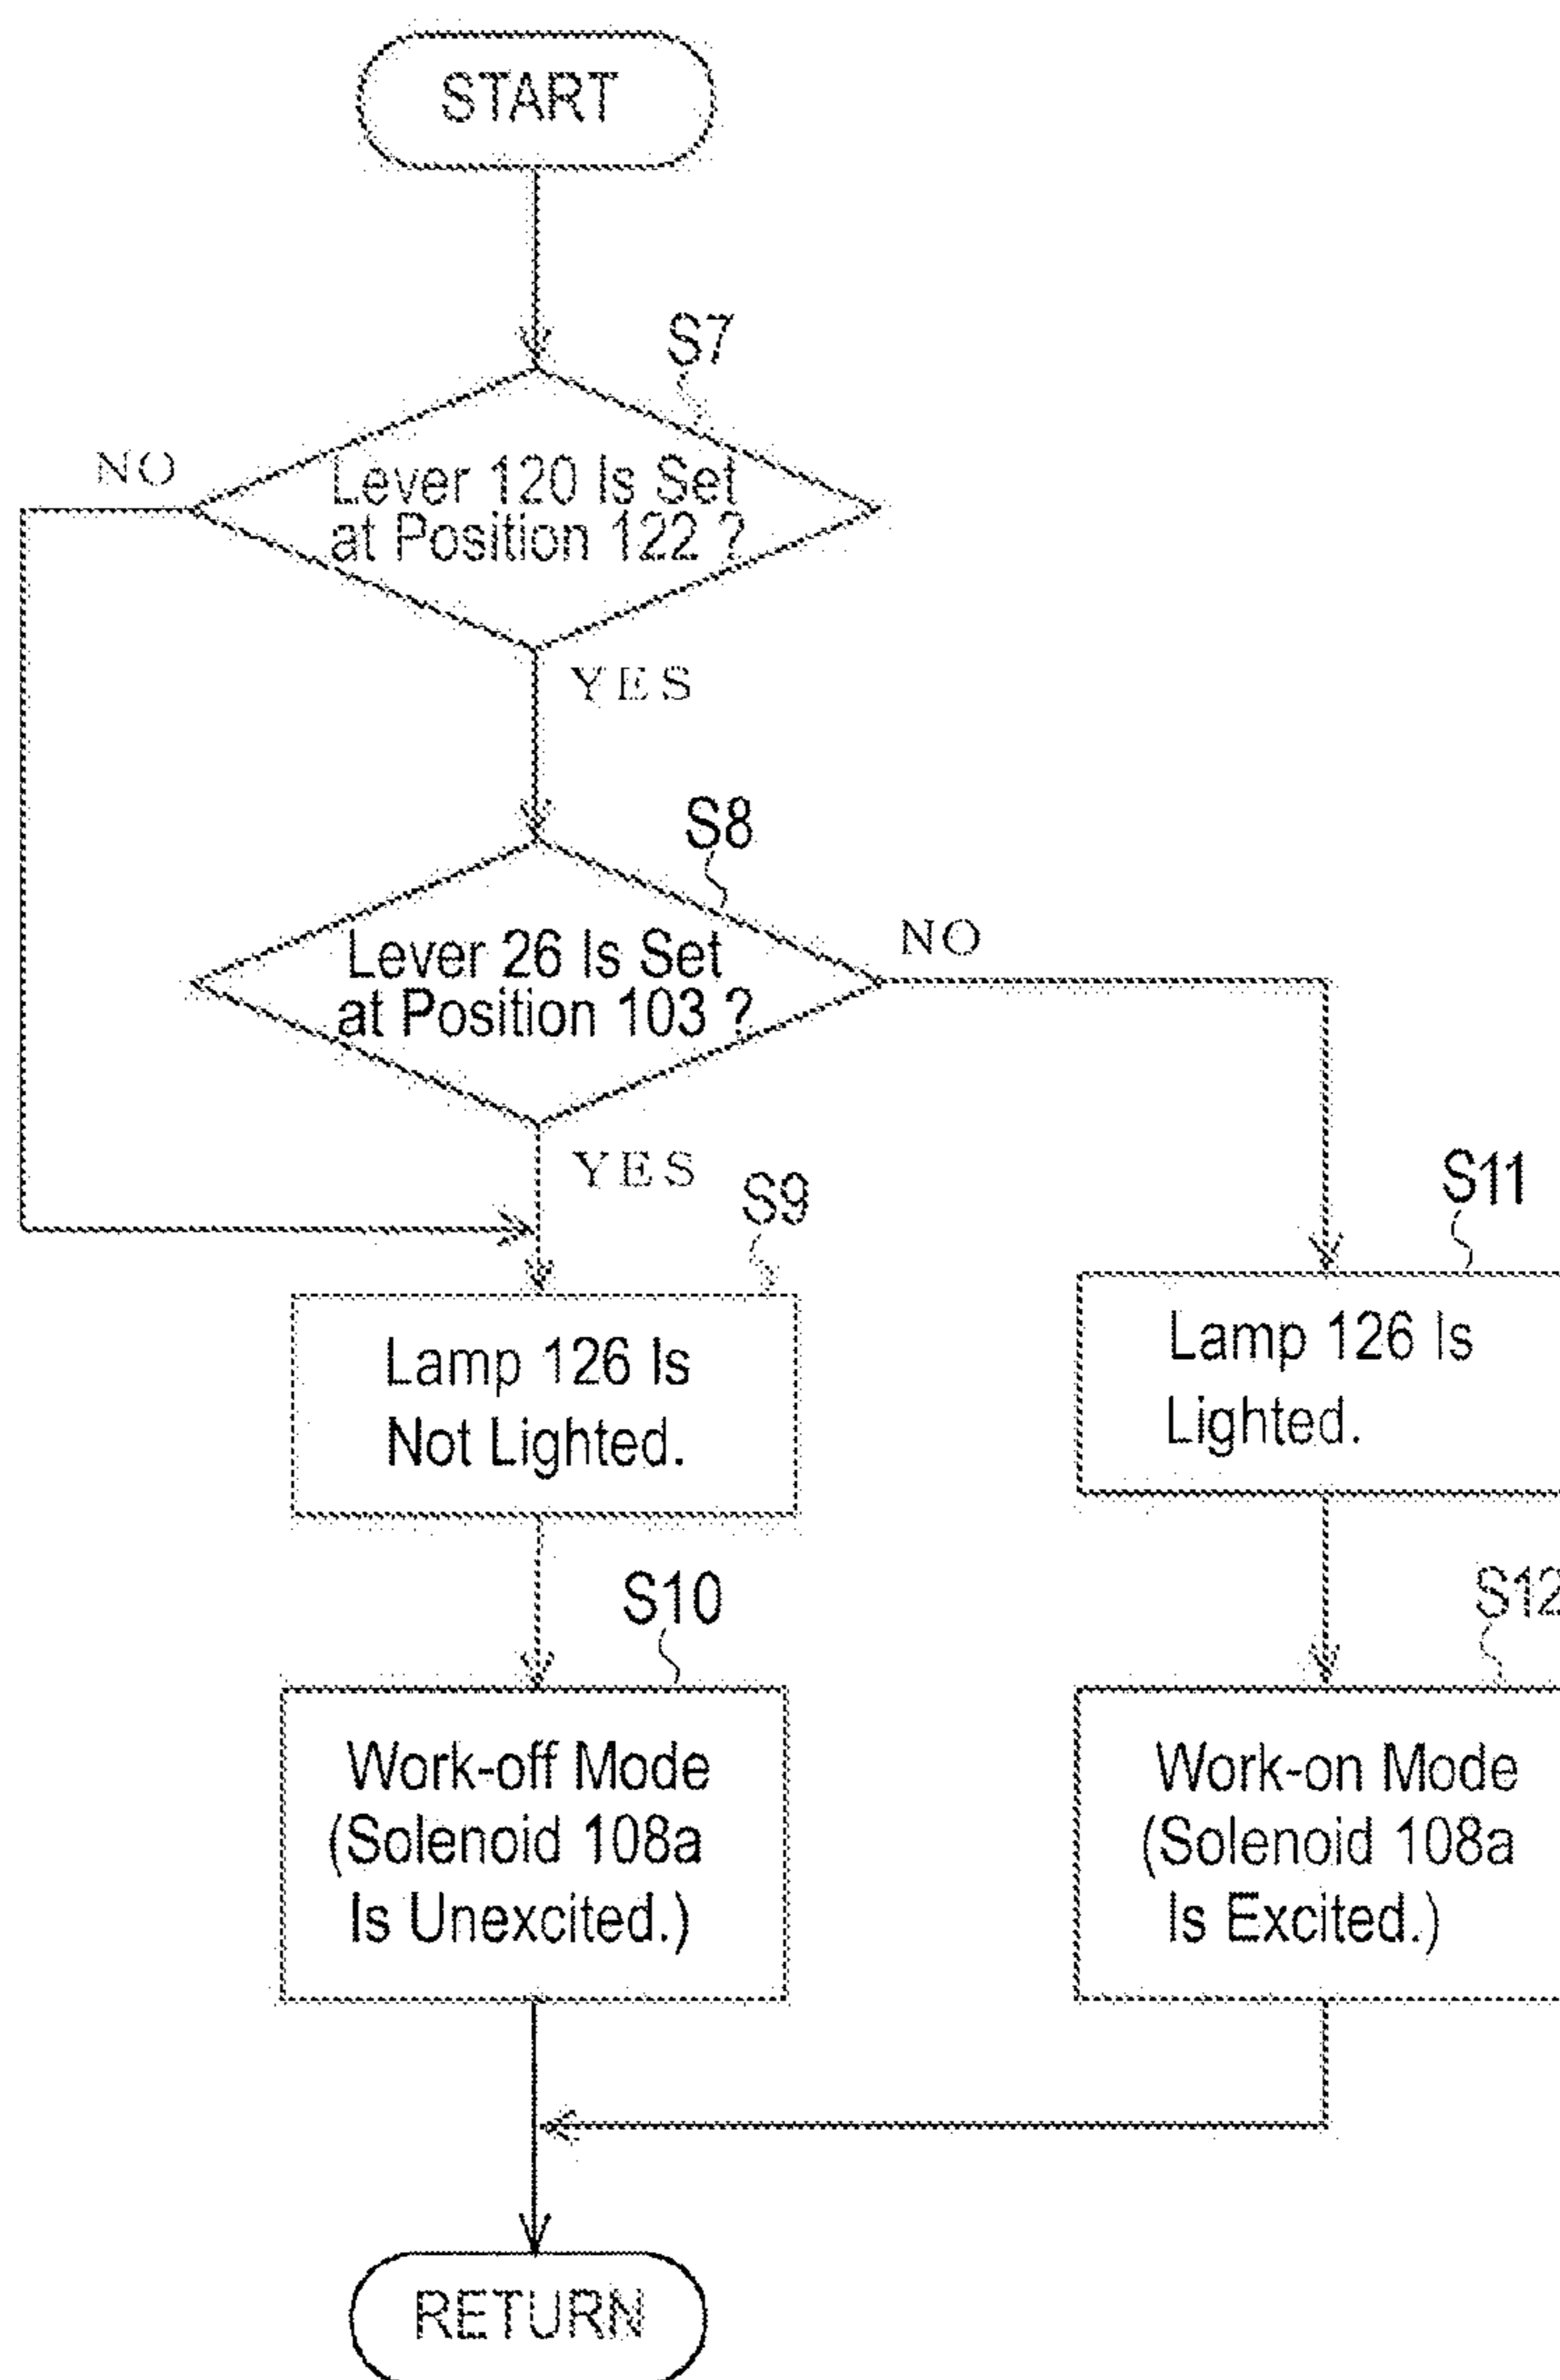 START
S7
NO
Lever 120 Is Set
at Position 122 ?
YES
S8
NO
Lever 26 Is Set
at Position 103 ?
YES
S9
S11
Lamp 126 Is
Not Lighted.
Lamp 126 Is
Lighted.
S10
S12
Work-off Mode
(Solenoid 108a
Is Unexcited.)
Work-on Mode
(Solenoid 108a
Is Excited.)
RETURN